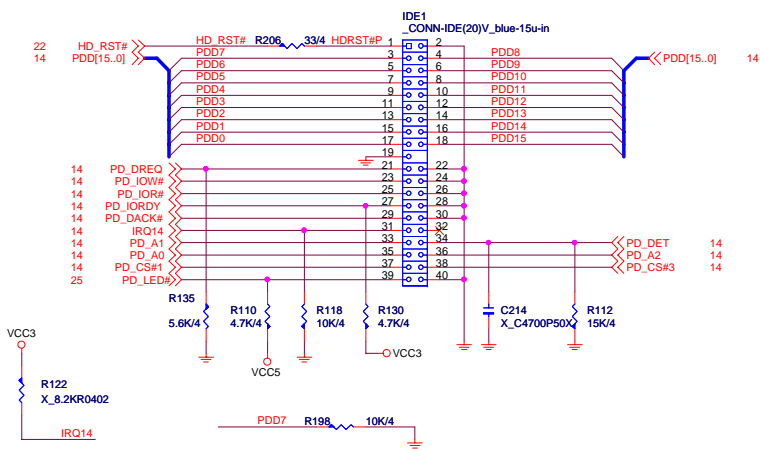 IDE1
_CONN-IDE(20)V_blue-15u-in
22 HD_RST# HD_RST# R206 33/4 HDRST#P 1 2
14 PDD[15..0] PDD7 3 4 PDD8 PDD[15..0] 14
PDD6 5 6 PDD9
PDD5 7 8 PDD10
PDD4 9 10 PDD11
PDD3 11 12 PDD12
PDD2 13 14 PDD13
PDD1 15 16 PDD14
PDD0 17 18 PDD15
19
14 PD_DREQ 21 22
14 PD_IOW# 23 24
14 PD_IOR# 25 26
14 PD_IORDY 27 28
14 PD_DACK# 29 30
14 IRQ14 31 32
14 PD_A1 33 34 PD_DET 14
14 PD_A0 35 36 PD_A2 14
14 PD_CS#1 37 38 PD_CS#3 14
25 PD_LED# 39 40
R135
5.6K/4
R110
4.7K/4
R118
10K/4
R130
4.7K/4
C214
X_C4700P50X
R112
15K/4
VCC3
VCC3
VCC5
R122
X_8.2KR0402
IRQ14
PDD7 R198 10K/4